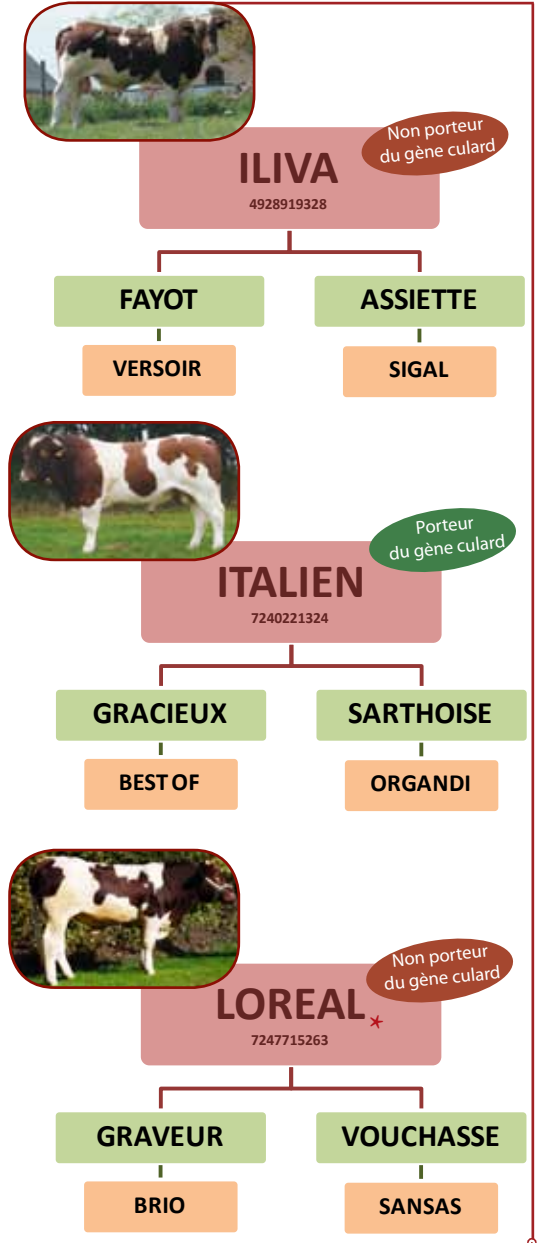 Non porteur
du gène culard
ILIVA
4928919328
FAYOT ASSIETTE
VERSOIR SIGAL
Porteur
du gène culard
ITALIEN
7240221324
GRACIEUX SARTHOISE
BEST OF ORGANDI
Non porteur
du gène culard
LOREAL*
7247715263
GRAVEUR VOUCHASSE
BRIO SANSAS